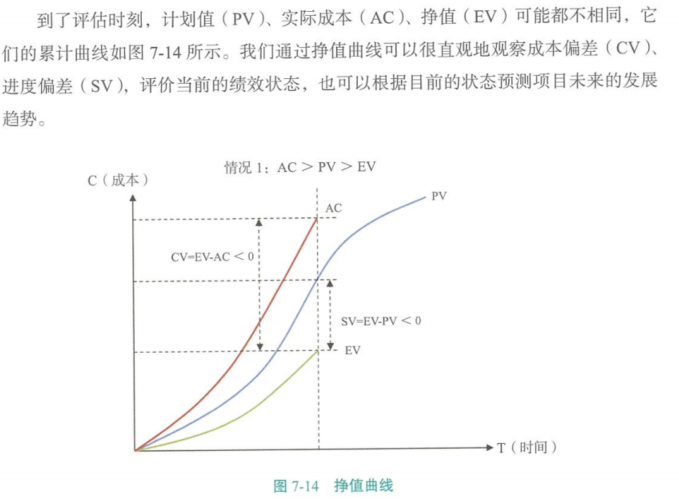 到了评估时刻，计划值（PV）、实际成本（AC）、挣值（EV）可能都不相同，它
们的累计曲线如图 7-14 所示。我们通过挣值曲线可以很直观地观察成本偏差（CV）、
进度偏差（SV），评价当前的绩效状态，也可以根据目前的状态预测项目未来的发展
趋势。
情况 1：AC＞PV＞EV
C（成本）
PV
AC
CV=EV-AC＜0
SV=EV-PV＜0
EV
T（时间）
图 7-14 挣值曲线